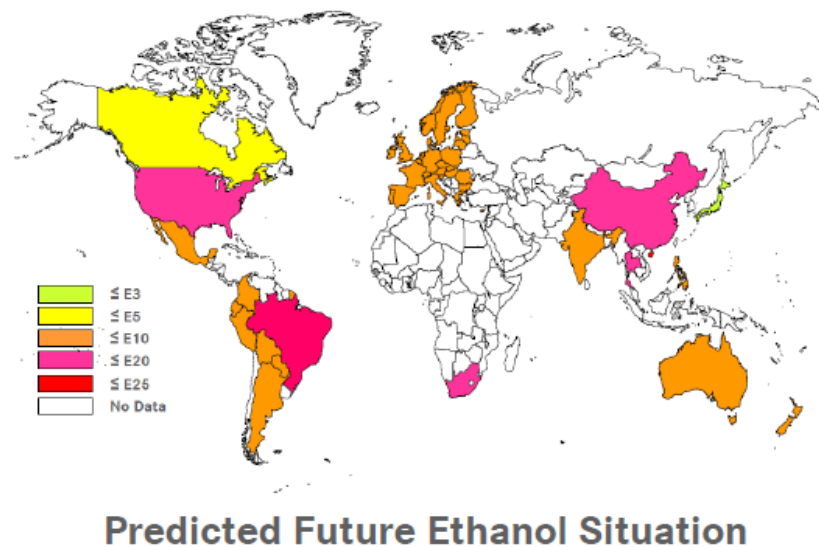 ≦ E3
≦ E5
≦ E10
≦ E20
≦ E25
No Data
Predicted Future Ethanol Situation